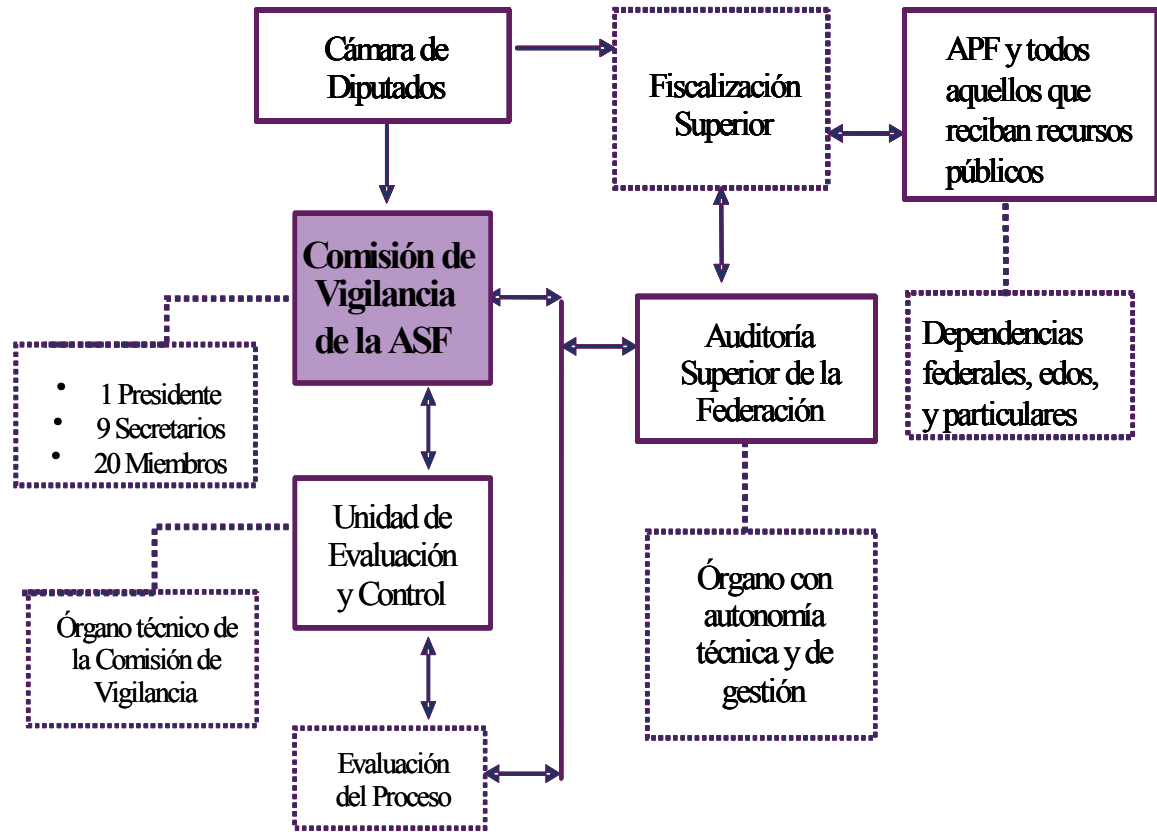 Cámara de
Diputados
Fiscalización
Superior
APF y todos
aquellos que
reciban recursos
públicos
Comisión de
Vigilancia
de la ASF
Auditoría
Superior de la
Federación
Dependencias
federales, edos,
y particulares
• 1 Presidente
• 9 Secretarios
• 20 Miembros
Unidad de
Evaluación
y Control
Órgano técnico de
la Comisión de
Vigilancia
Órgano con
autonomía
técnica y de
gestión
Evaluación
del Proceso